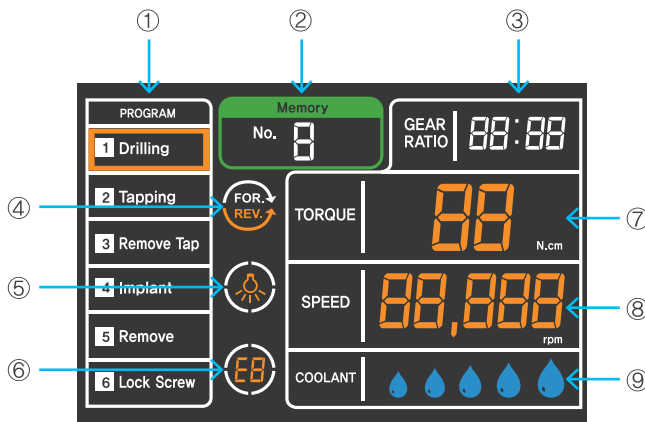 ① ② ③
PROGRAM
1 Drilling
2 Tapping
3 Remove Tap
4 Implant
5 Remove
6 Lock Screw
Memory
No. 8
GEAR RATIO 88:88
④ FOR.
REV.
⑤
⑥ E8
TORQUE 88 N.cm ⑦
SPEED 88,888 rpm ⑧
COOLANT ⑨